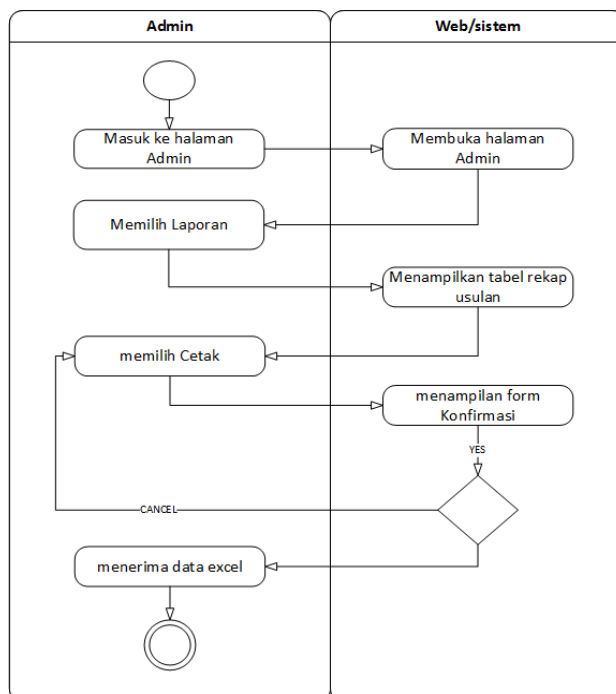 Admin
Web/sistem
Masuk ke halaman
Admin
Membuka halaman
Admin
Memilih Laporan
Menampilkan tabel rekap
usulan
memilih Cetak
menampilan form
Konfirmasi
YES
CANCEL
menerima data excel